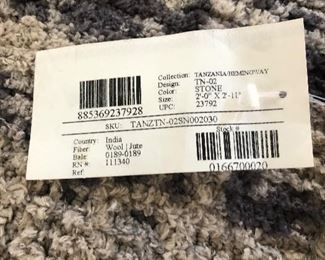 Collection: TANZANIA/HEMINGWAY
Design: TN-02
Color: STONE
Size: 2'-0" X 2'-11"
UPC: 23792
885369237928
SKU: TANZTN-02SN002030
Stock #
Country: India
Fiber: Wool | Jute
Bale: 0189-0189
RN #: 111340
Ref:
0166700020